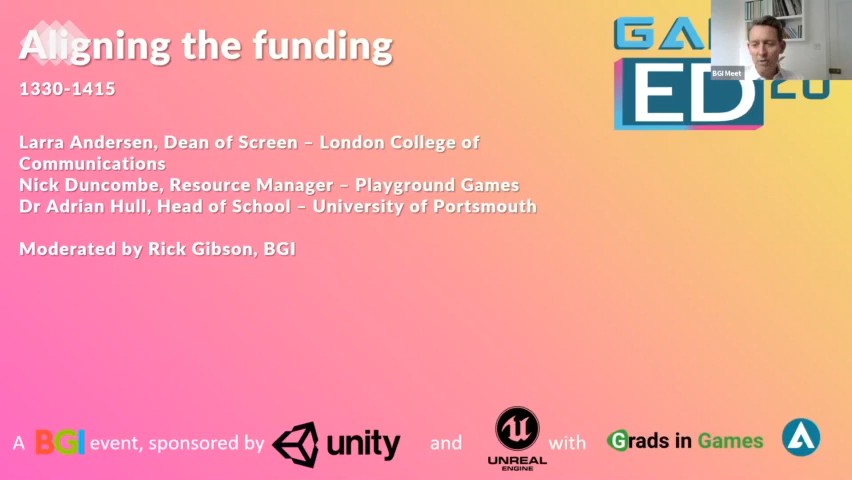 Aligning the funding
1330-1415
Larra Andersen, Dean of Screen – London College of
Communications
Nick Duncombe, Resource Manager – Playground Games
Dr Adrian Hull, Head of School – University of Portsmouth
Moderated by Rick Gibson, BGI
ED
BGI Meet
A BGI event, sponsored by unity and UNREAL ENGINE with Grads in Games